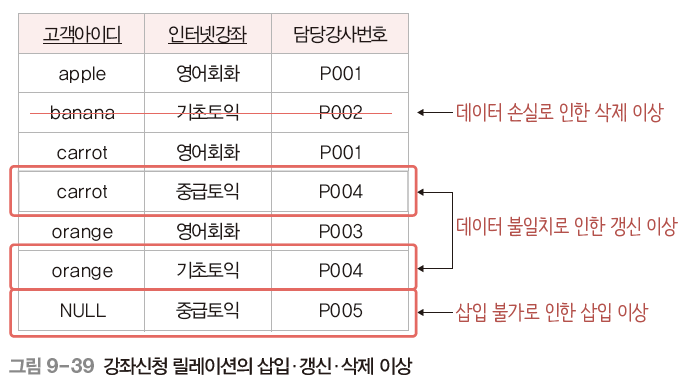 고객아이디 인터넷강좌 담당강사번호
apple 영어회화 P001
banana 기초토익 P002 데이터 손실로 인한 삭제 이상
carrot 영어회화 P001
carrot 중급토익 P004
데이터 불일치로 인한 갱신 이상
orange 영어회화 P003
orange 기초토익 P004
NULL 중급토익 P005 삽입 불가로 인한 삽입 이상
그림 9-39 강좌신청 릴레이션의 삽입·갱신·삭제 이상